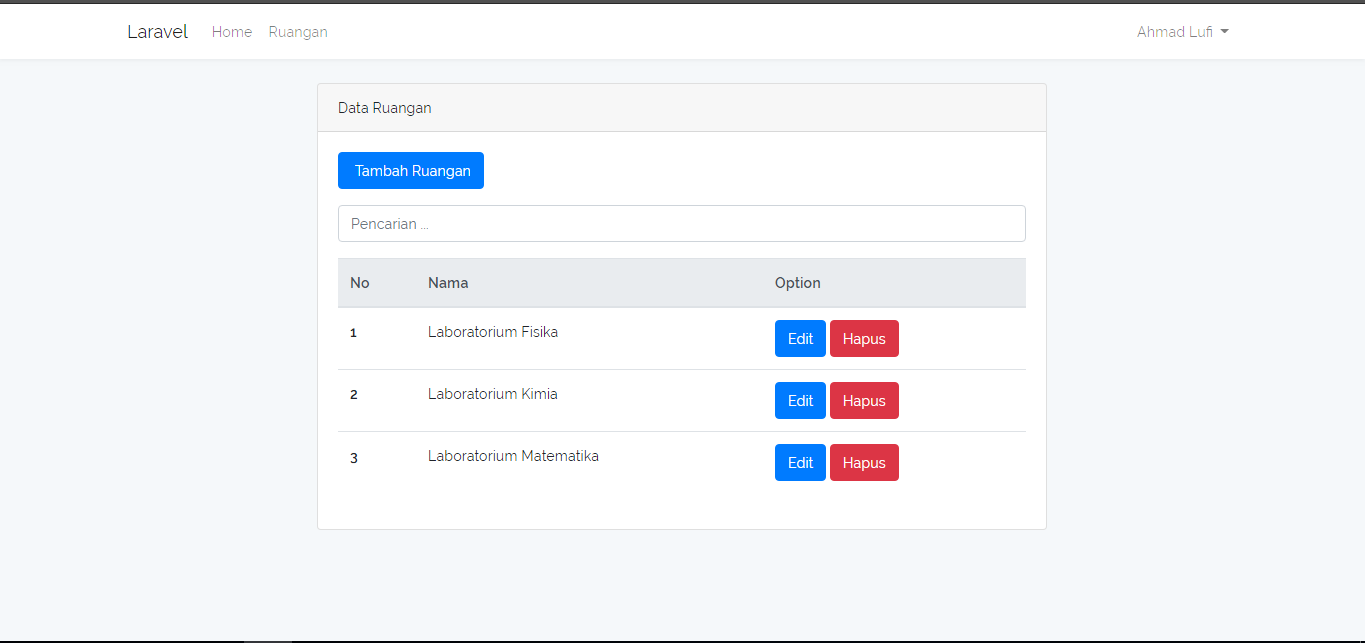 Laravel Home Ruangan Ahmad Lufi
Data Ruangan
Tambah Ruangan
Pencarian ...
No Nama Option
1 Laboratorium Fisika Edit Hapus
2 Laboratorium Kimia Edit Hapus
3 Laboratorium Matematika Edit Hapus